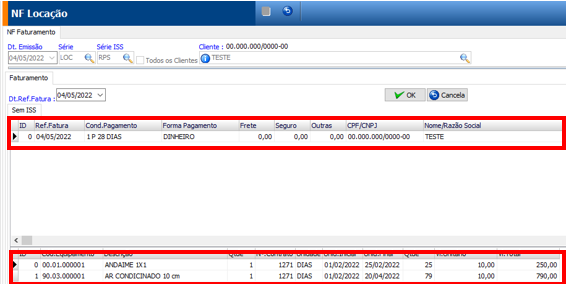 NF Locação
NF Faturamento
Dt. Emissão Série Série ISS Cliente : 00.000.000/0000-00
04/05/2022 LOC RPS Todos os Clientes TESTE
Faturamento
Dt.Ref.Fatura : 04/05/2022 OK Cancela
Sem ISS
ID Ref.Fatura Cond.Pagamento Forma Pagamento Frete Seguro Outras CPF/CNPJ Nome/Razão Social
0 04/05/2022 1 P 28 DIAS DINHEIRO 0,00 0,00 0,00 00.000.000/0000-00 TESTE
ID Cód.Equipamento Descrição Qtde Nº.Contrato Unidade Qtde Vl.Unitário Vl.Total
0 00.01.000001 ANDAIME 1X1 1 1271 DIAS 01/02/2022 25/02/2022 25 10,00 250,00
1 90.03.000001 AR CONDICINADO 10 cm 1 1271 DIAS 01/02/2022 20/04/2022 79 10,00 790,00